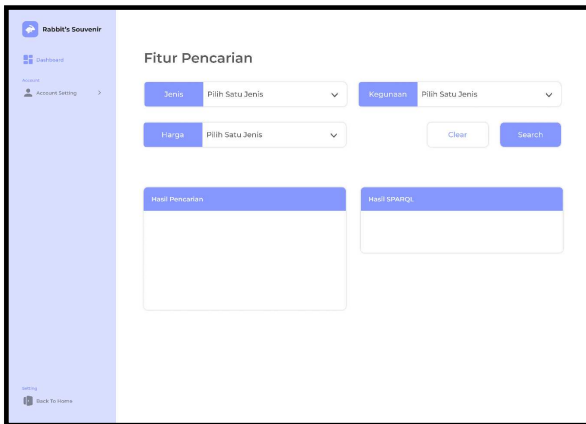 Rabbit's Souvenir
Dashboard
Account
Account Setting
Fitur Pencarian
Jenis Pilih Satu Jenis
Kegunaan Pilih Satu Jenis
Harga Pilih Satu Jenis
Clear
Search
Hasil Pencarian
Hasil SPARQL
Setting
Back To Home